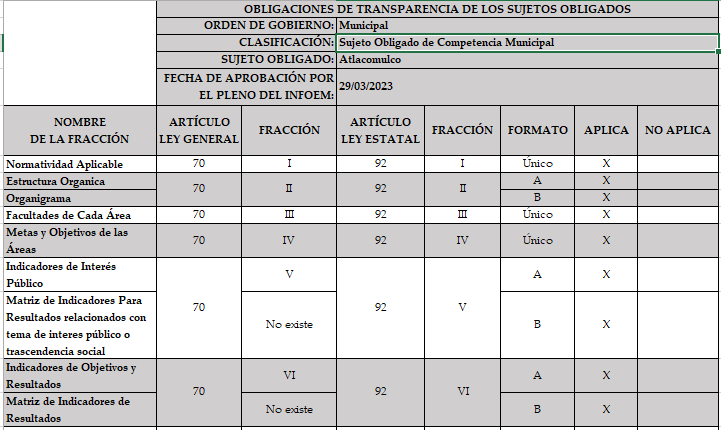 OBLIGACIONES DE TRANSPARENCIA DE LOS SUJETOS OBLIGADOS
ORDEN DE GOBIERNO: Municipal
CLASIFICACIÓN: Sujeto Obligado de Competencia Municipal
SUJETO OBLIGADO: Atlacomulco
FECHA DE APROBACIÓN POR
EL PLENO DEL INFOEM: 29/03/2023
NOMBRE
DE LA FRACCIÓN
ARTÍCULO
LEY GENERAL
FRACCIÓN
ARTÍCULO
LEY ESTATAL
FRACCIÓN
FORMATO
APLICA
NO APLICA
Normatividad Aplicable 70 I 92 I Único X
Estructura Organica 70 II 92 II A X
Organigrama B X
Facultades de Cada Área 70 III 92 III Único X
Metas y Objetivos de las
Áreas
70 IV 92 IV Único X
Indicadores de Interés
Público
70 V 92 V A X
Matriz de Indicadores Para
Resultados relacionados con
tema de interes público o
trascendencia social
No existe B X
Indicadores de Objetivos y
Resultados
70 VI 92 VI A X
Matriz de Indicadores de
Resultados
No existe B X